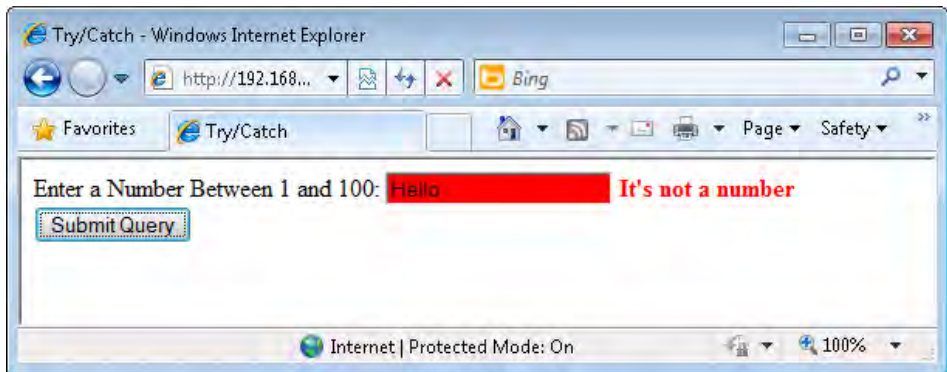 Try/Catch - Windows Internet Explorer
http://192.168... Bing
Favorites Try/Catch Page Safety
Enter a Number Between 1 and 100: Hello It's not a number
Submit Query
Internet | Protected Mode: On 100%